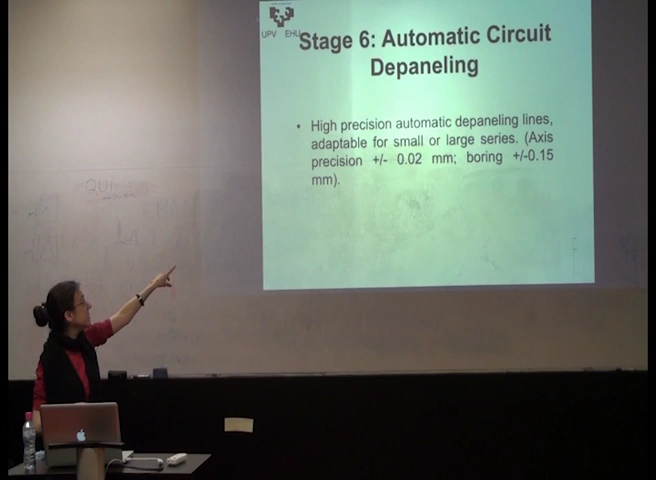 UPV EHU
Stage 6: Automatic Circuit
Depaneling
• High precision automatic depaneling lines,
adaptable for small or large series. (Axis
precision +/- 0.02 mm; boring +/-0.15
mm).